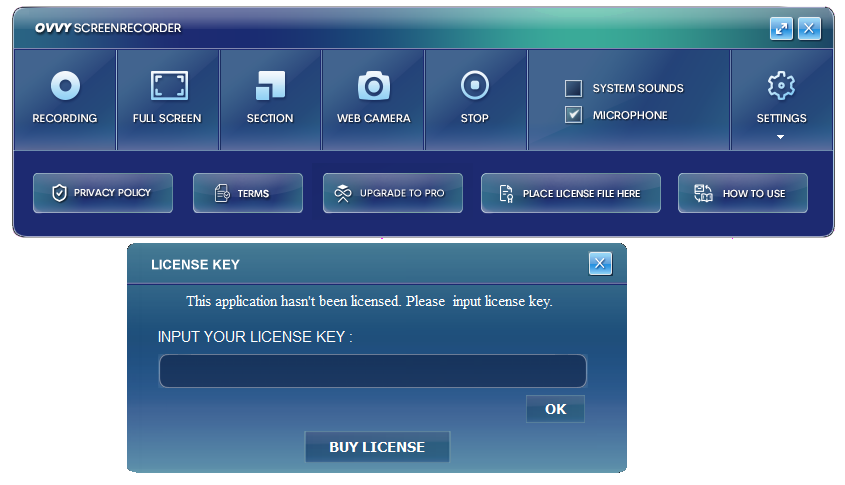 OVVY SCREENRECORDER
RECORDING
FULL SCREEN
SECTION
WEB CAMERA
STOP
SYSTEM SOUNDS
MICROPHONE
SETTINGS
PRIVACY POLICY
TERMS
UPGRADE TO PRO
PLACE LICENSE FILE HERE
HOW TO USE
LICENSE KEY
This application hasn't been licensed. Please  input license key.
INPUT YOUR LICENSE KEY :
OK
BUY LICENSE